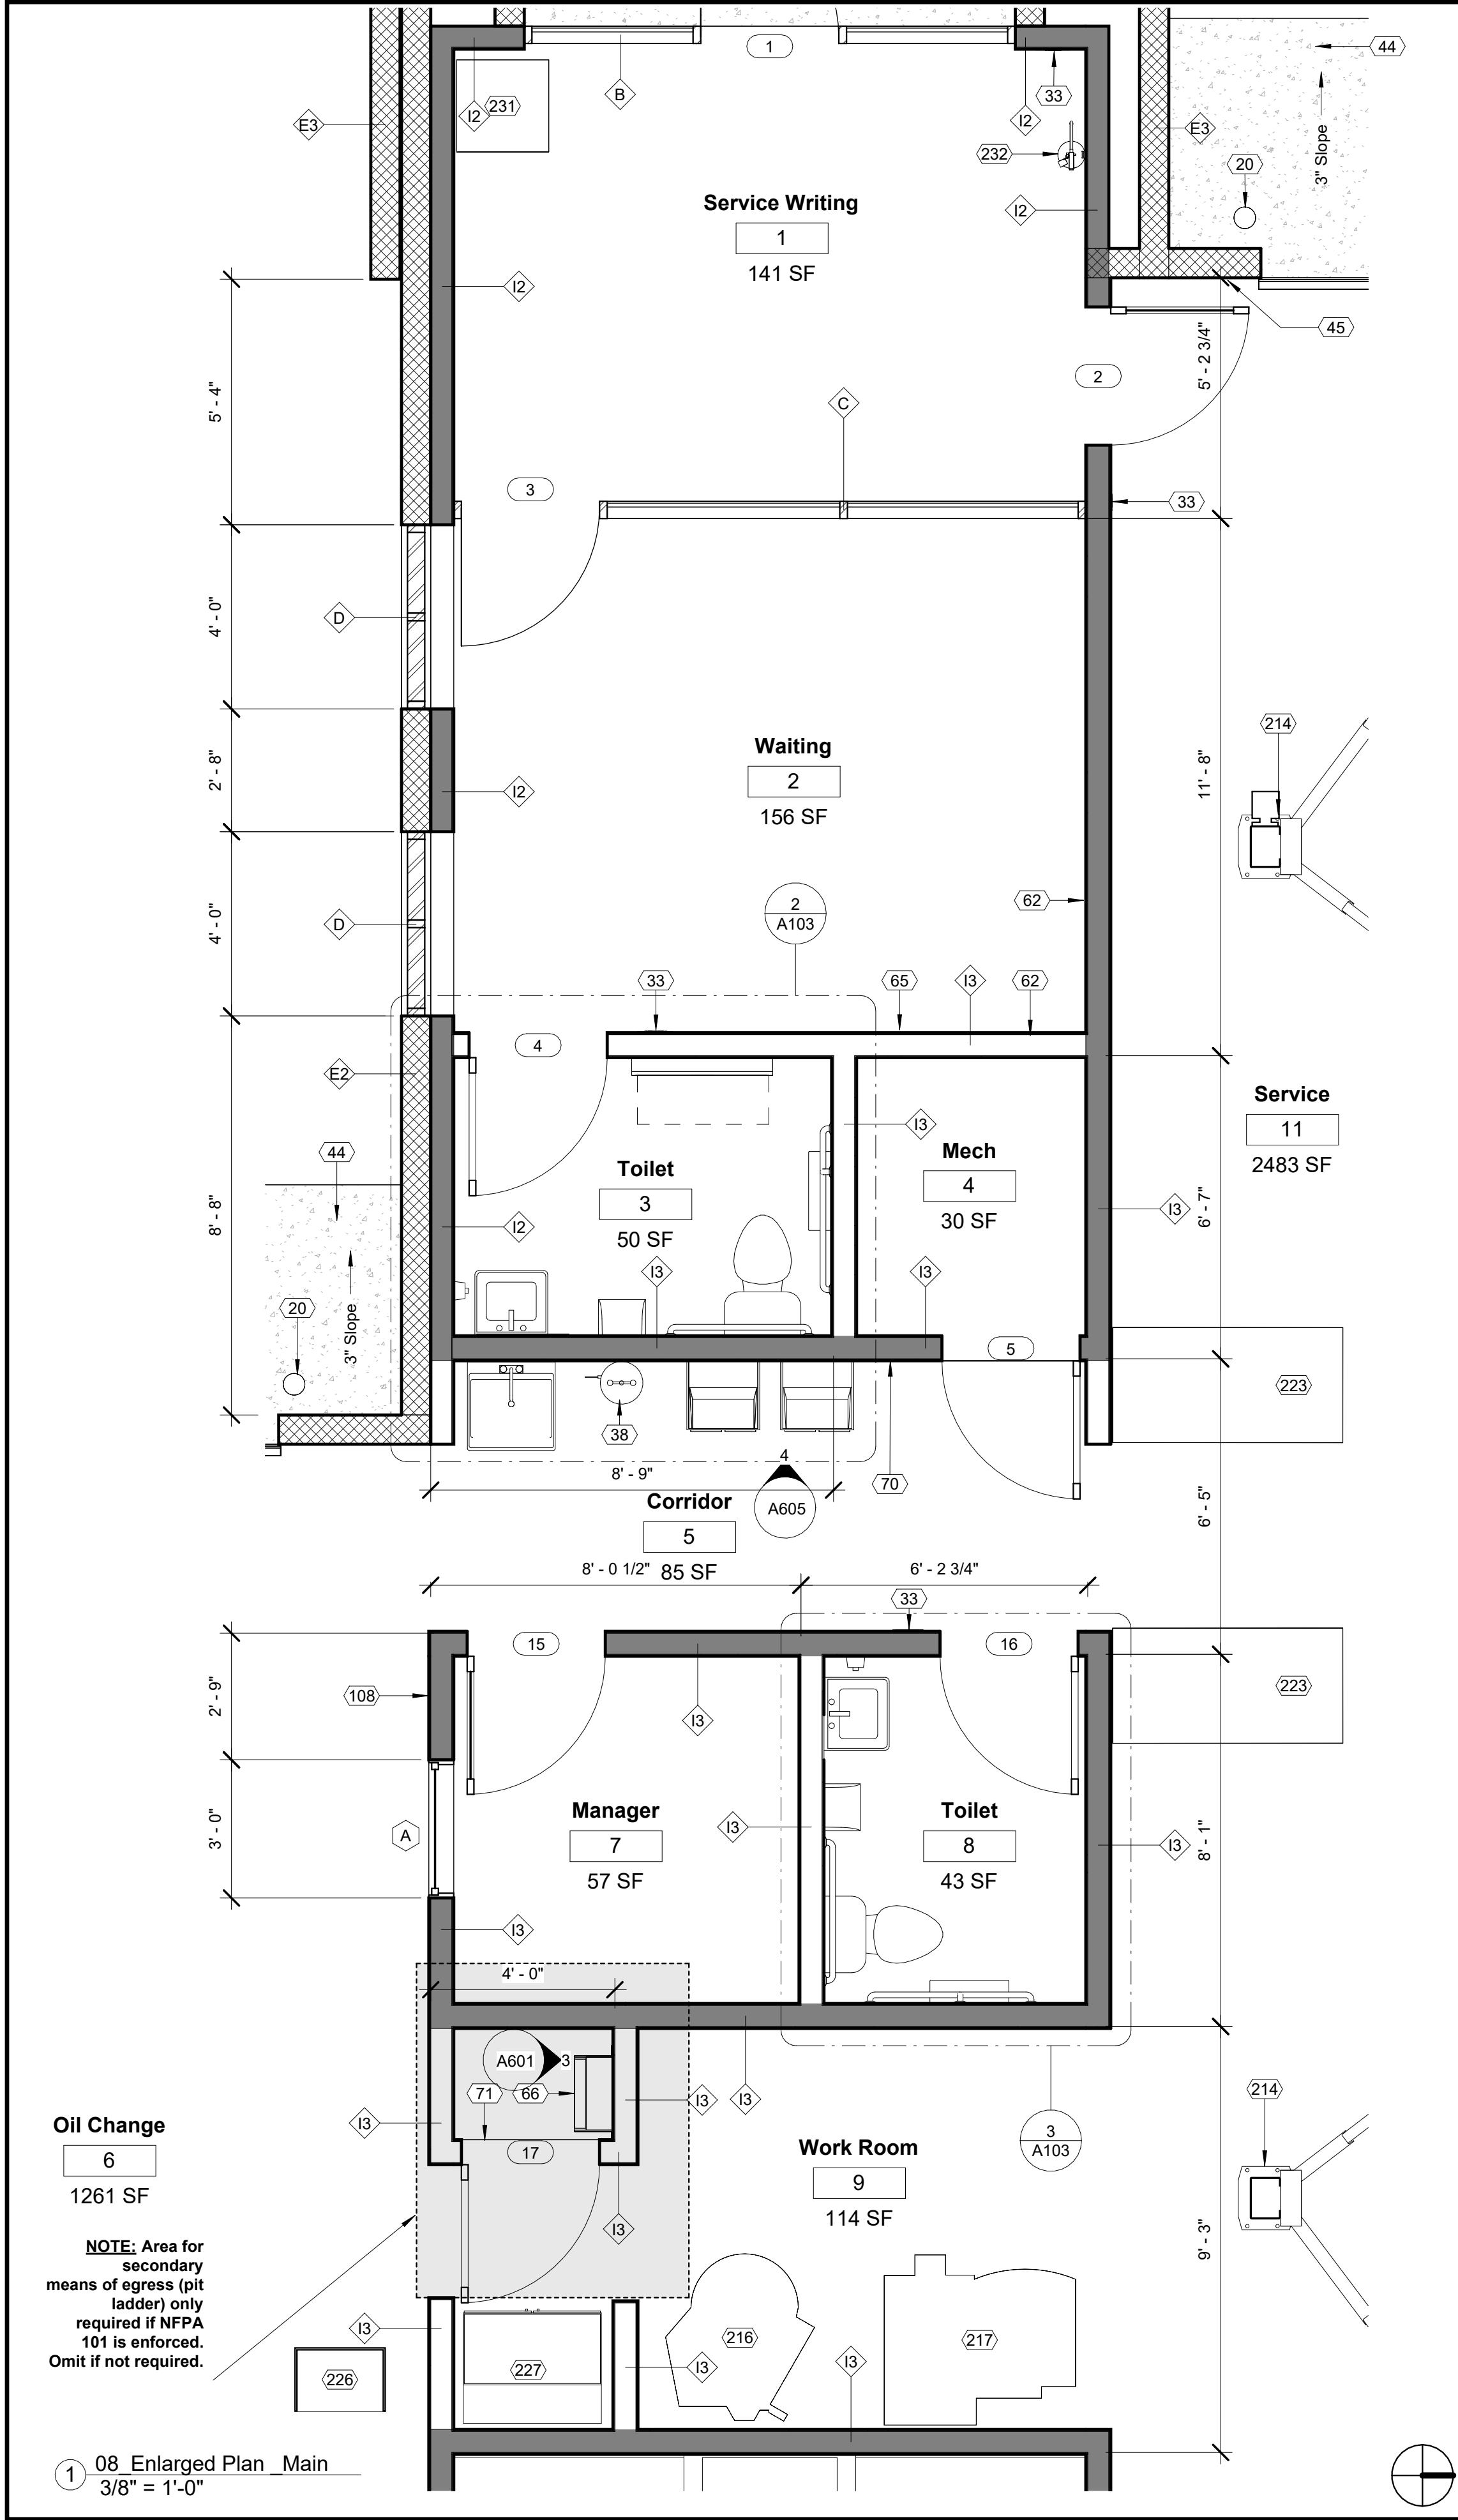 1
44
I2
231
B
33
I2
E3
E3
232
20
3" Slope
Service Writing
1
141 SF
I2
I2
45
2
5' - 2 3/4"
5' - 4"
C
3
33
4' - 0"
D
214
Waiting
2
156 SF
2' - 8"
I2
11' - 8"
62
2
A103
4' - 0"
D
33
65
I3
62
4
E2
Service
11
2483 SF
I3
Mech
4
30 SF
44
Toilet
3
50 SF
8' - 8"
I2
I3
6' - 7"
I3
I3
20
3" Slope
5
223
38
4
A605
70
8' - 9"
Corridor
5
85 SF
6' - 5"
8' - 0 1/2"
6' - 2 3/4"
33
15
16
2' - 9"
108
I3
223
Manager
7
57 SF
I3
Toilet
8
43 SF
A
3' - 0"
I3
8' - 1"
I3
4' - 0"
A601
3
71
66
I3
I3
I3
214
Oil Change
6
1261 SF
17
3
A103
Work Room
9
114 SF
I3
9' - 3"
NOTE: Area for
secondary
means of egress (pit
ladder) only
required if NFPA
101 is enforced.
Omit if not required.
I3
216
217
226
227
I3
I3
1
08_Enlarged Plan _Main
3/8" = 1'-0"